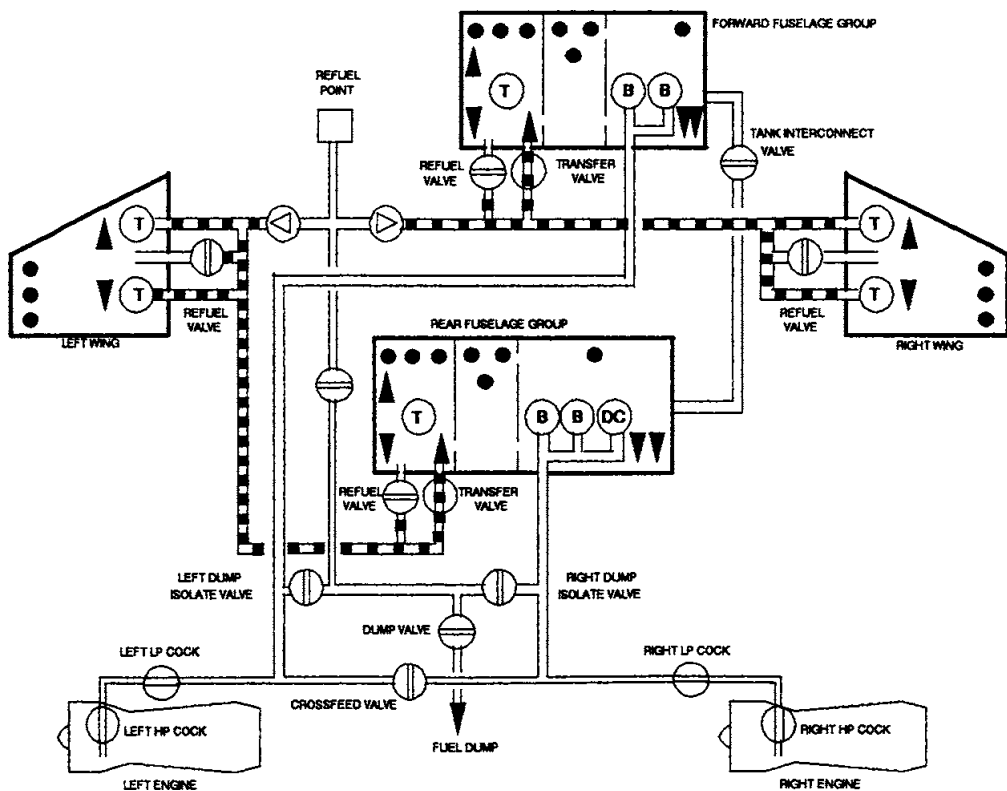 FORWARD FUSELAGE GROUP
REFUEL
POINT
T
B
B
TANK INTERCONNECT
VALVE
REFUEL
VALVE
TRANSFER
VALVE
T
T
T
T
REFUEL
VALVE
REFUEL
VALVE
LEFT WING
RIGHT WING
REAR FUSELAGE GROUP
T
B
B
DC
REFUEL
VALVE
TRANSFER
VALVE
LEFT DUMP
ISOLATE VALVE
RIGHT DUMP
ISOLATE VALVE
DUMP VALVE
LEFT LP COCK
RIGHT LP COCK
CROSSFEED VALVE
LEFT HP COCK
RIGHT HP COCK
FUEL DUMP
LEFT ENGINE
RIGHT ENGINE